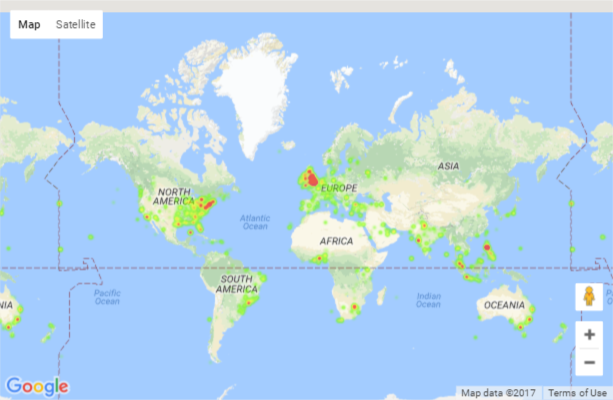 Map Satellite
ASIA
NORTH
AMERICA
EUROPE
Atlantic
Ocean
AFRICA
SOUTH
AMERICA
Pacific
Ocean
Indian
Ocean
OCEANIA
NIA
P
Google
Map data ©2017 Terms of Use